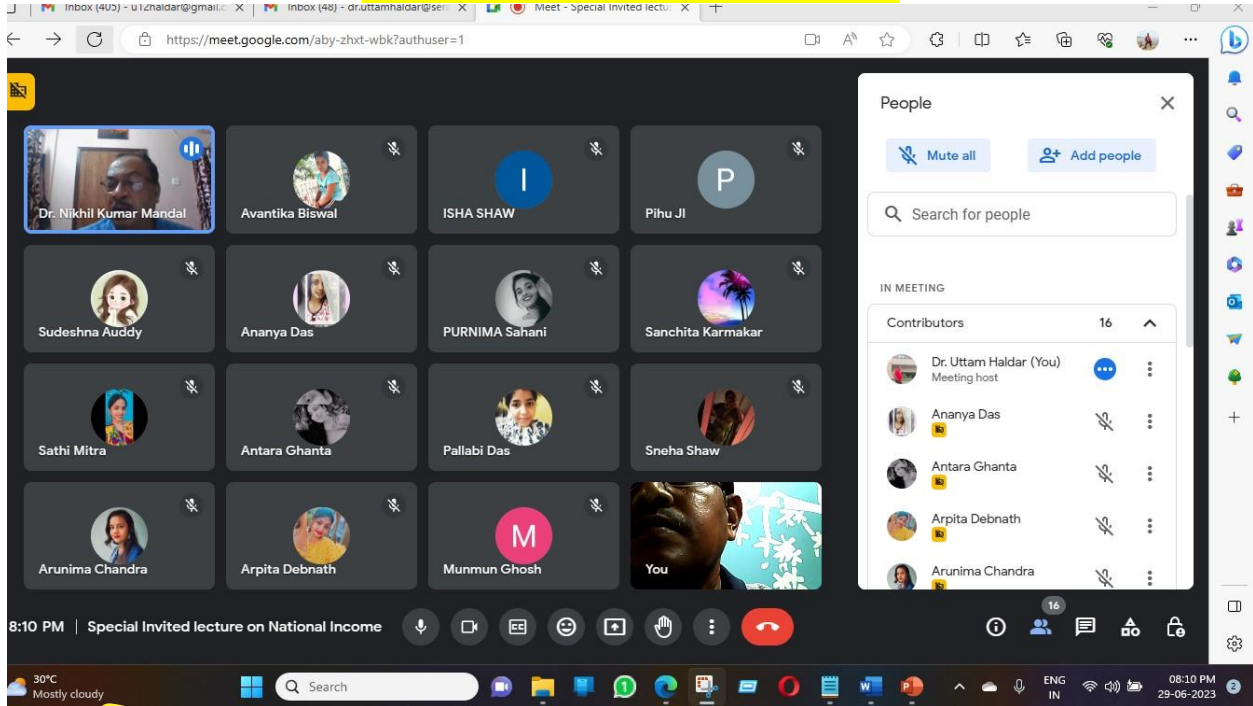 Inbox (405) - u12haldar@gmail.c
Inbox (48) - dr.uttamhaldar@ser
Meet - Special Invited lectu
https://meet.google.com/aby-zhxt-wbk?authuser=1
Dr. Nikhil Kumar Mandal
Avantika Biswal
I
ISHA SHAW
P
Pihu JI
Sudeshna Auddy
Ananya Das
PURNIMA Sahani
Sanchita Karmakar
Sathi Mitra
Antara Ghanta
Pallabi Das
Sneha Shaw
Arunima Chandra
Arpita Debnath
M
Munmun Ghosh
You
People
Mute all
Add people
Search for people
IN MEETING
Contributors 16
Dr. Uttam Haldar (You)
Meeting host
Ananya Das
Antara Ghanta
Arpita Debnath
Arunima Chandra
8:10 PM | Special Invited lecture on National Income
CC
16
30°C
Mostly cloudy
Search
1
ENG
IN
08:10 PM
29-06-2023
2